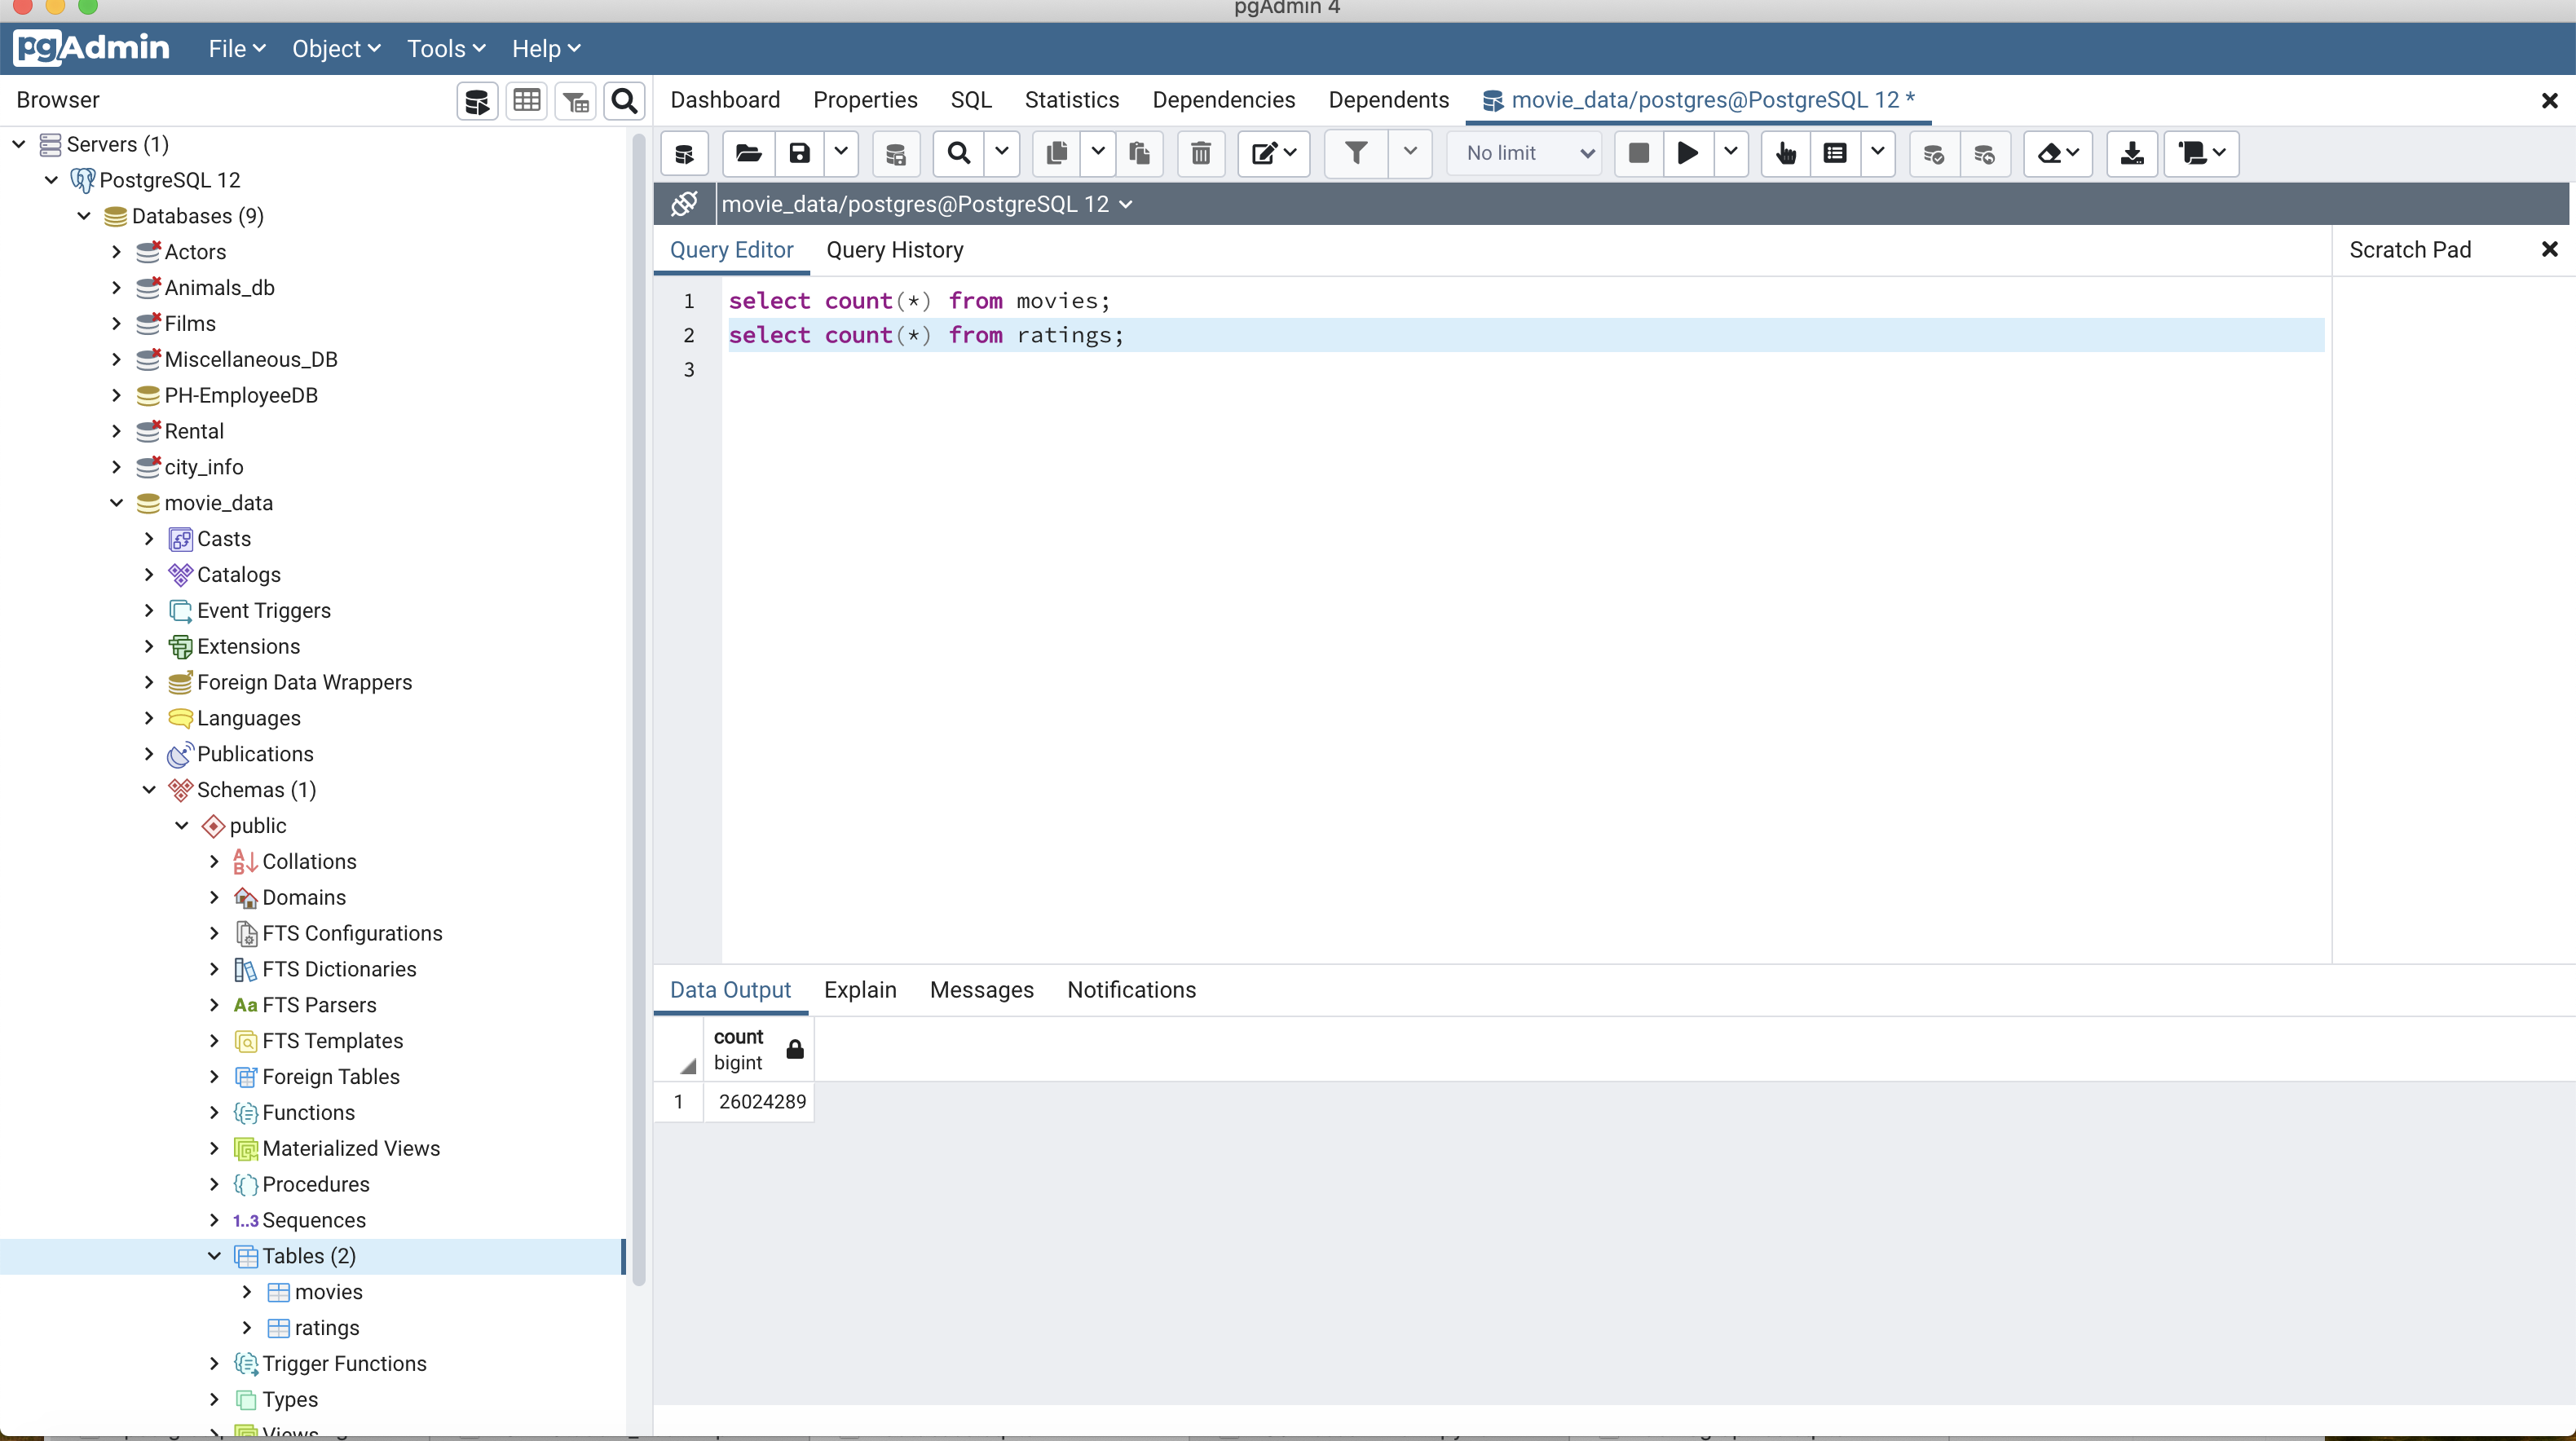 pgAdmin 4
pgAdmin File Object Tools Help
Browser
Dashboard Properties SQL Statistics Dependencies Dependents movie_data/postgres@PostgreSQL 12 *
No limit
movie_data/postgres@PostgreSQL 12
Query Editor Query History
Scratch Pad
1 select count(*) from movies;
2 select count(*) from ratings;
3
Servers (1)
PostgreSQL 12
Databases (9)
Actors
Animals_db
Films
Miscellaneous_DB
PH-EmployeeDB
Rental
city_info
movie_data
Casts
Catalogs
Event Triggers
Extensions
Foreign Data Wrappers
Languages
Publications
Schemas (1)
public
Collations
Domains
FTS Configurations
FTS Dictionaries
Aa FTS Parsers
FTS Templates
Foreign Tables
Functions
Materialized Views
Procedures
1..3 Sequences
Tables (2)
movies
ratings
Trigger Functions
Types
Views
Data Output Explain Messages Notifications
count
bigint
1 26024289